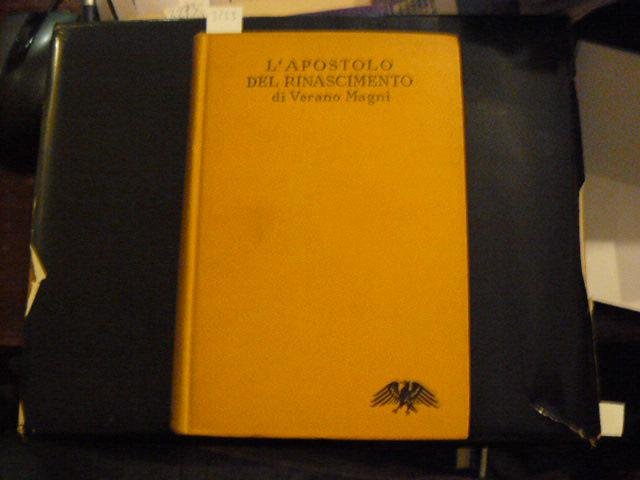 L'APOSTOLO
DEL RINASCIMENTO
di Verano Magni